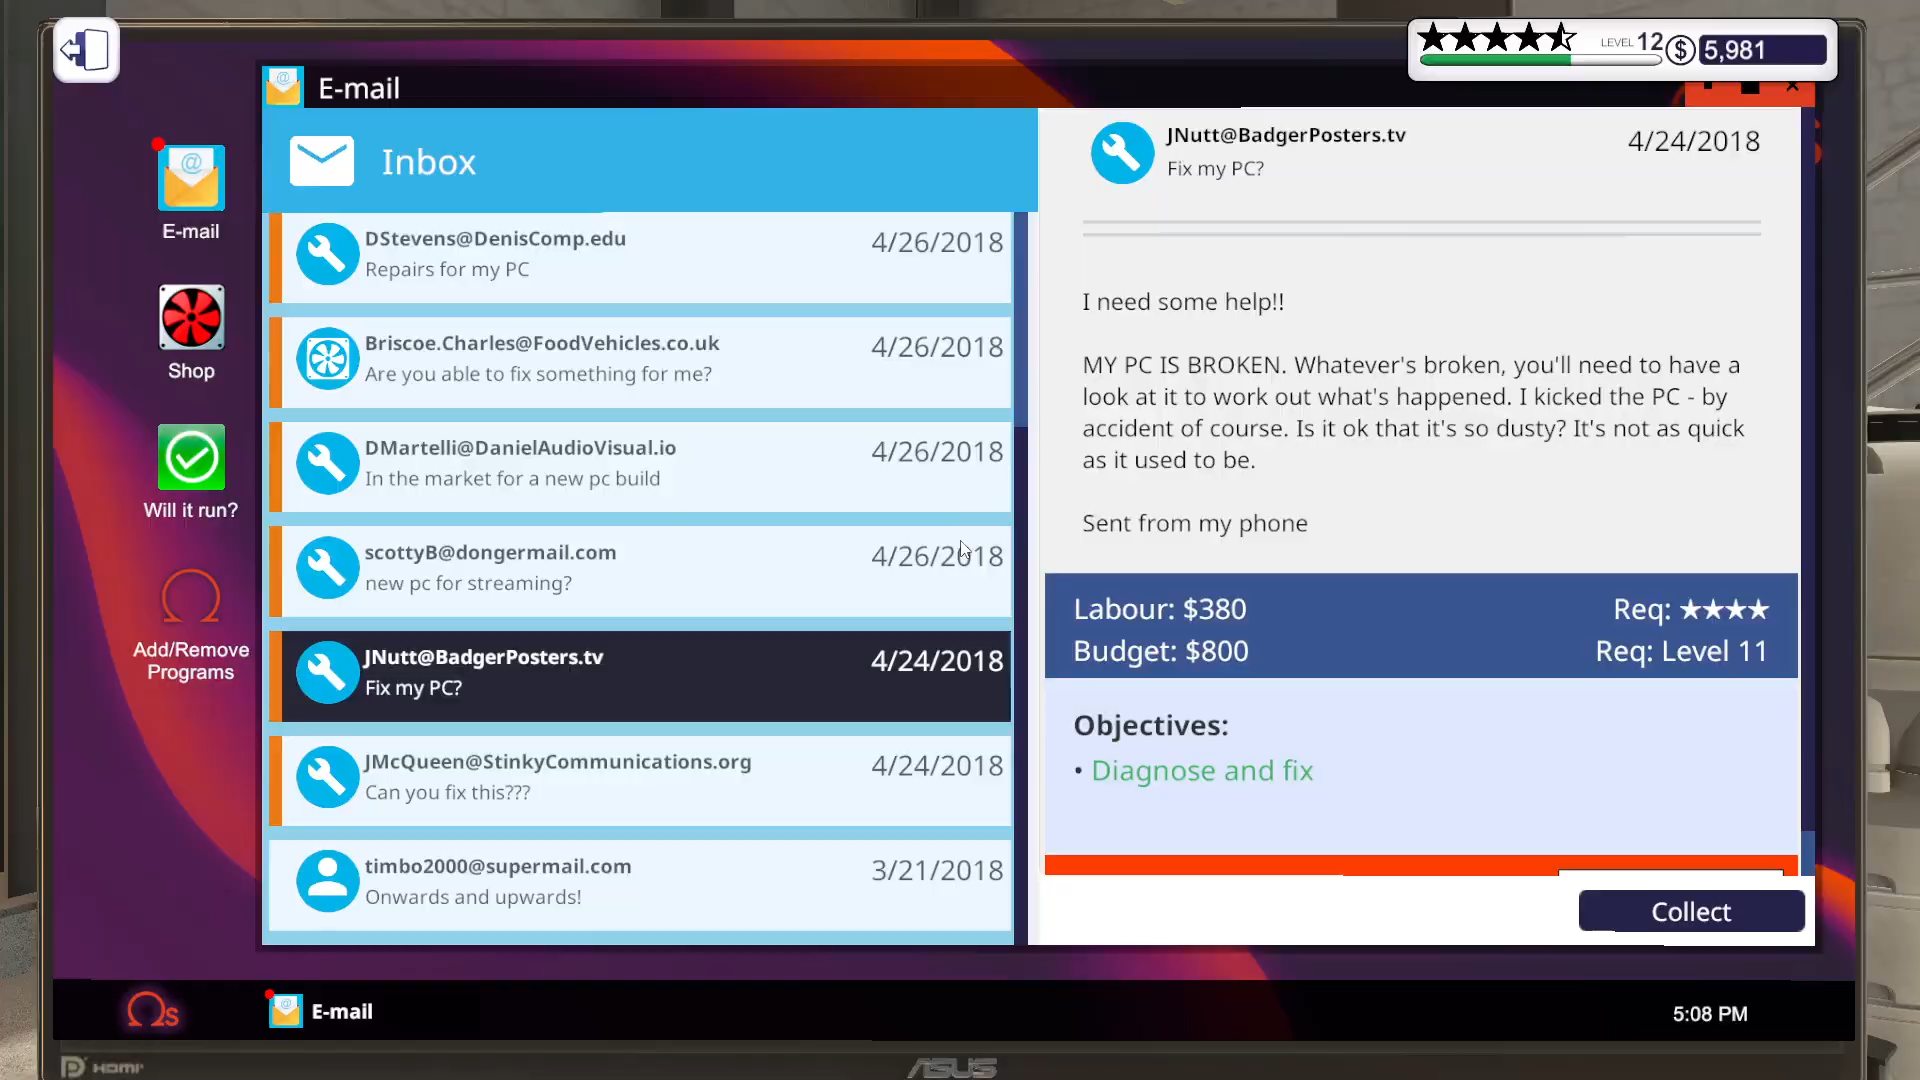 LEVEL 12
$ 5,981
E-mail
E-mail
Shop
Will it run?
Add/Remove
Programs
Inbox
DStevens@DenisComp.edu
4/26/2018
Repairs for my PC
Briscoe.Charles@FoodVehicles.co.uk
4/26/2018
Are you able to fix something for me?
DMartelli@DanielAudioVisual.io
4/26/2018
In the market for a new pc build
scottyB@dongermail.com
4/26/2018
new pc for streaming?
JNutt@BadgerPosters.tv
4/24/2018
Fix my PC?
JMcQueen@StinkyCommunications.org
4/24/2018
Can you fix this???
timbo2000@supermail.com
3/21/2018
Onwards and upwards!
JNutt@BadgerPosters.tv
4/24/2018
Fix my PC?
I need some help!!
MY PC IS BROKEN. Whatever's broken, you'll need to have a
look at it to work out what's happened. I kicked the PC - by
accident of course. Is it ok that it's so dusty? It's not as quick
as it used to be.
Sent from my phone
Labour: $380
Req: ★★★★
Budget: $800
Req: Level 11
Objectives:
• Diagnose and fix
Collect
Ωs
E-mail
5:08 PM
HDMI
ASUS